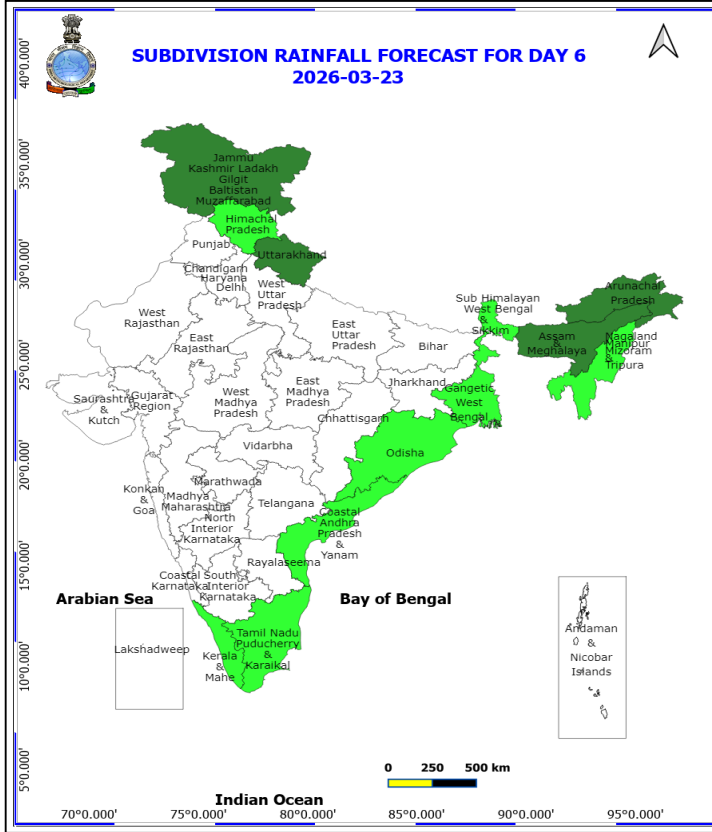 SUBDIVISION RAINFALL FORECAST FOR DAY 6
2026-03-23
40°0.000'
35°0.000'
30°0.000'
25°0.000'
20°0.000'
15°0.000'
10°0.000'
5°0.000'
Jammu
Kashmir Ladakh
Gilgit
Baltistan
Muzaffarabad
Himachal
Pradesh
Punjab
Uttarakhand
Chandigarh
Haryana
Delhi
West
Uttar
Pradesh
West
Rajasthan
East
Rajasthan
East
Uttar
Pradesh
Bihar
Sub Himalayan
West Bengal
&
Sikkim
Arunachal
Pradesh
Assam
&
Meghalaya
Nagaland
Manipur
Mizoram
&
Tripura
Saurashtra
&
Kutch
Gujarat
Region
West
Madhya
Pradesh
East
Madhya
Pradesh
Jharkhand
Gangetic
West
Bengal
Chhattisgarh
Odisha
Vidarbha
Konkan
&
Goa
Madhya
Maharashtra
Marathwada
Telangana
North
Interior
Karnataka
Coastal
Andhra
Pradesh
&
Yanam
Rayalaseema
Coastal
Karnataka
South
Interior
Karnataka
Arabian Sea
Bay of Bengal
Lakshadweep
Kerala
&
Mahe
Tamil Nadu
Puducherry
&
Karaikal
Andaman
&
Nicobar
Islands
0 250 500 km
Indian Ocean
70°0.000' 75°0.000' 80°0.000' 85°0.000' 90°0.000' 95°0.000'